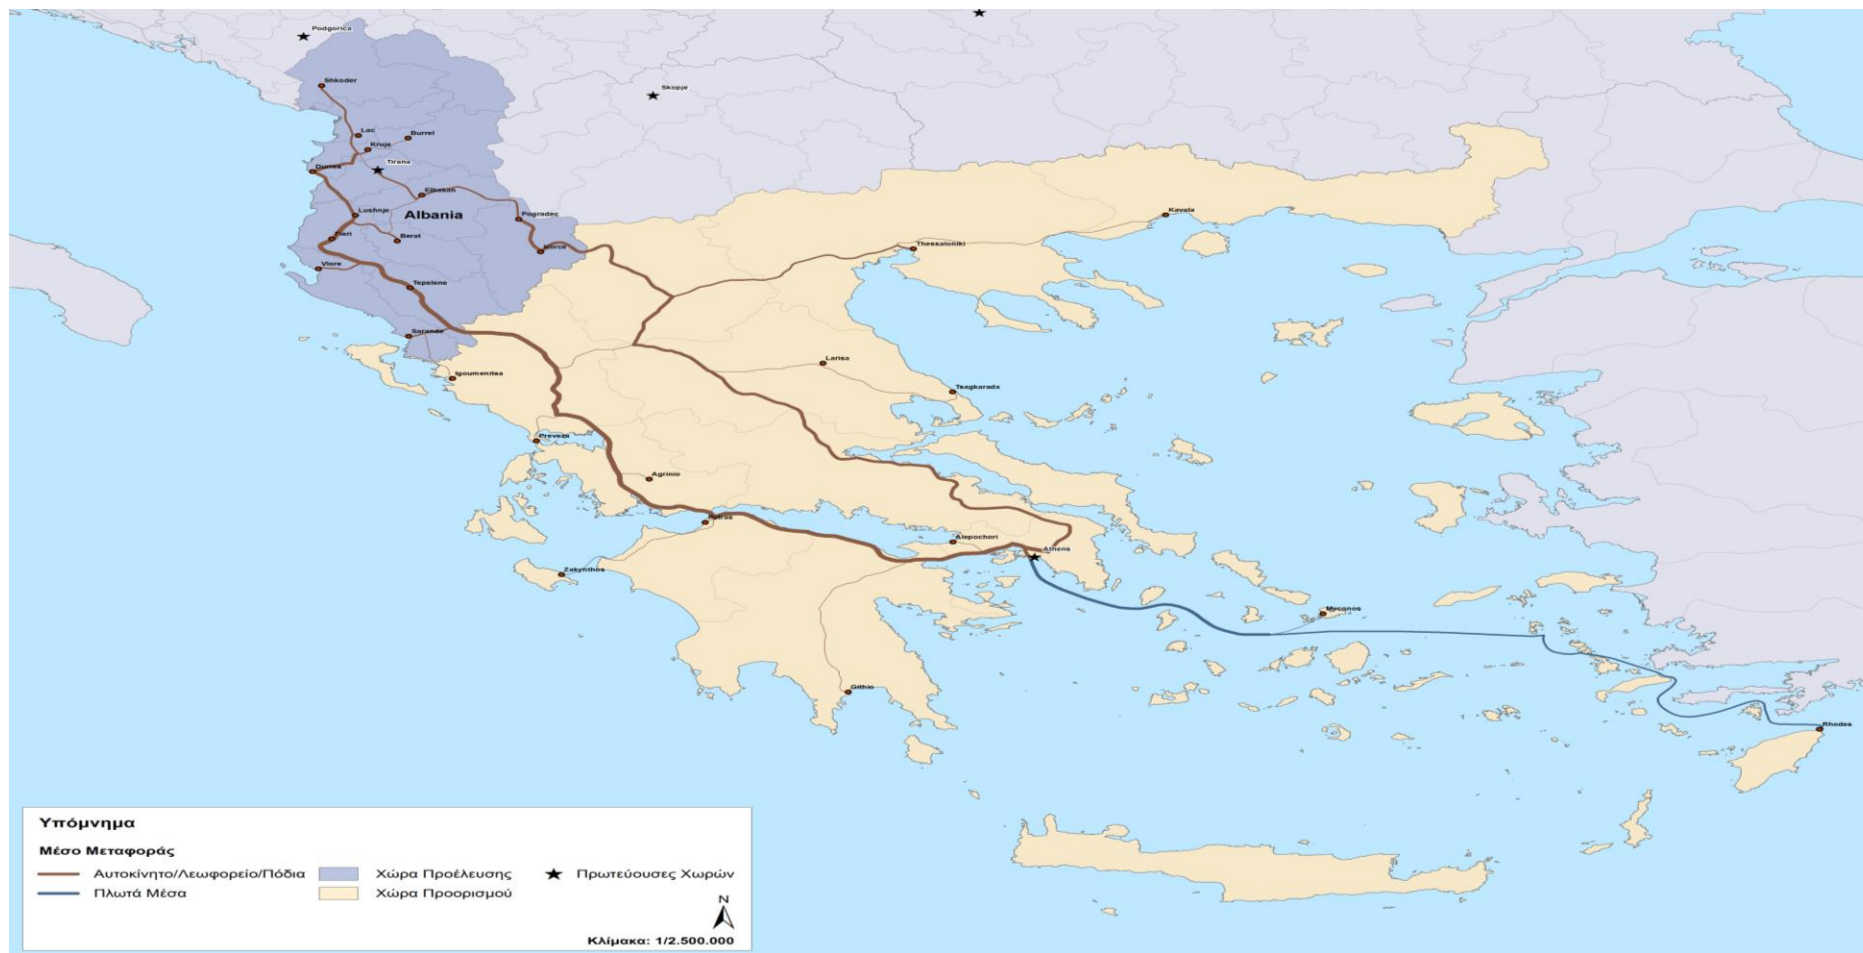 Podgorica
Skopje
Shkoder
Lac
Burrel
Kruje
Tirana
Durres
Elbasan
Lushnje
Albania
Pogradec
Kavala
Fieri
Berat
Korce
Thessaloniki
Vlore
Tepelene
Sarande
Igoumenitsa
Larisa
Tsagkarada
Preveza
Agrinio
Patras
Alepochori
Athens
Zakynthos
Myconos
Githio
Rhodes
Υπόμνημα
Μέσο Μεταφοράς
Αυτοκίνητο/Λεωφορείο/Πόδια
Χώρα Προέλευσης
Πρωτεύουσες Χωρών
Πλωτά Μέσα
Χώρα Προορισμού
N
Κλίμακα: 1/2.500.000